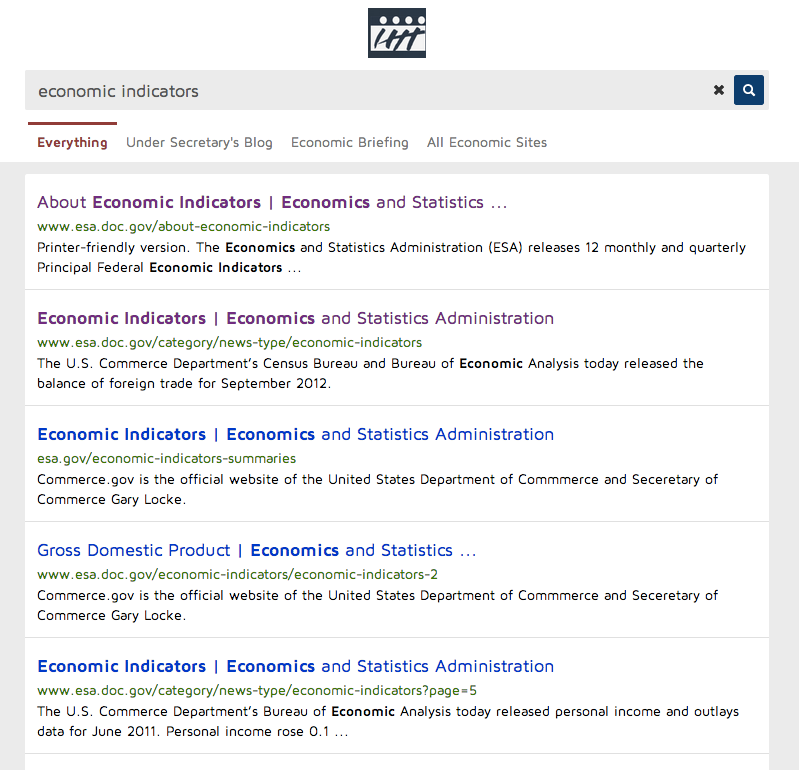 economic indicators
Everything Under Secretary's Blog Economic Briefing All Economic Sites
About Economic Indicators | Economics and Statistics ...
www.esa.doc.gov/about-economic-indicators
Printer-friendly version. The Economics and Statistics Administration (ESA) releases 12 monthly and quarterly
Principal Federal Economic Indicators ...
Economic Indicators | Economics and Statistics Administration
www.esa.doc.gov/category/news-type/economic-indicators
The U.S. Commerce Department's Census Bureau and Bureau of Economic Analysis today released the
balance of foreign trade for September 2012.
Economic Indicators | Economics and Statistics Administration
esa.gov/economic-indicators-summaries
Commerce.gov is the official website of the United States Department of Commmerce and Seceretary of
Commerce Gary Locke.
Gross Domestic Product | Economics and Statistics ...
www.esa.doc.gov/economic-indicators/economic-indicators-2
Commerce.gov is the official website of the United States Department of Commmerce and Seceretary of
Commerce Gary Locke.
Economic Indicators | Economics and Statistics Administration
www.esa.doc.gov/category/news-type/economic-indicators?page=5
The U.S. Commerce Department's Bureau of Economic Analysis today released personal income and outlays
data for June 2011. Personal income rose 0.1 ...